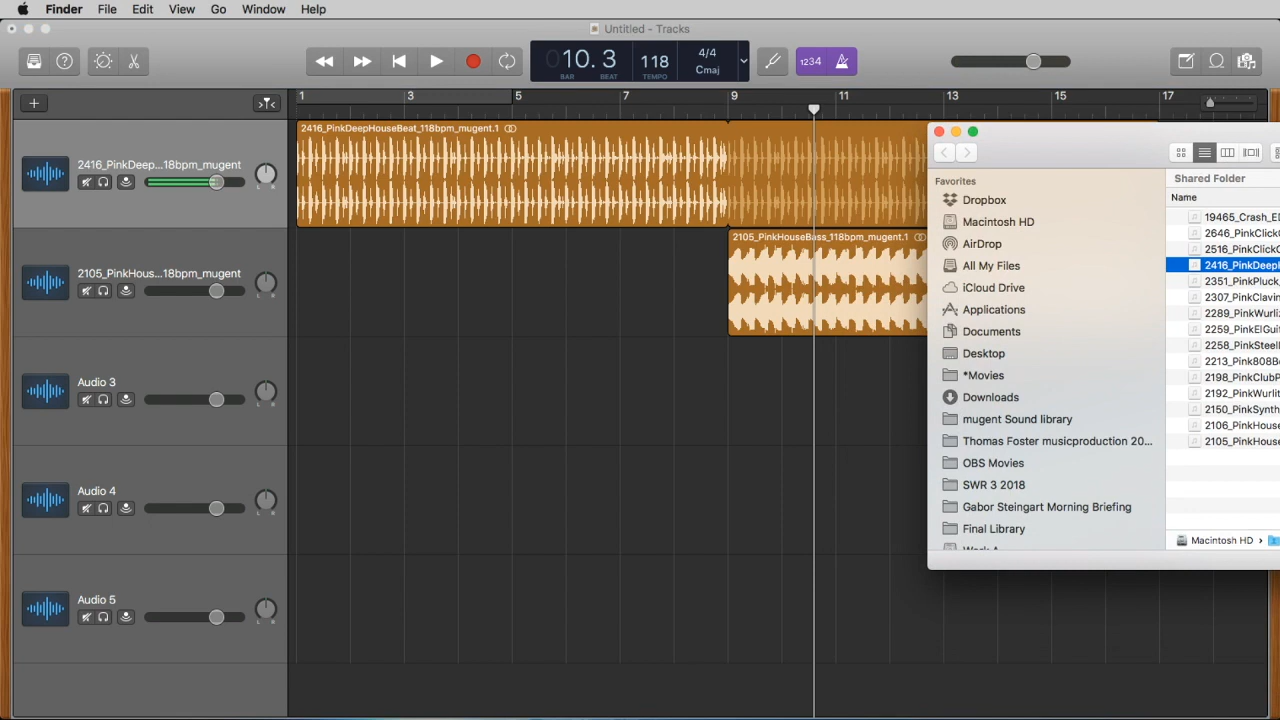 Finder File Edit View Go Window Help
Untitled - Tracks
10. 3 118 4/4 Cmaj
BAR BEAT TEMPO
1234
1 3 5 7 9 11 13 15 17
2416_PinkDeep...18bpm_mugent
2416_PinkDeepHouseBeat_118bpm_mugent.1
2105_PinkHous...18bpm_mugent
2105_PinkHouseBass_118bpm_mugent.1
Audio 3
Audio 4
Audio 5
L R
L R
L R
L R
L R
Favorites
Dropbox
Macintosh HD
AirDrop
All My Files
iCloud Drive
Applications
Documents
Desktop
*Movies
Downloads
mugent Sound library
Thomas Foster musicproduction 20...
OBS Movies
SWR 3 2018
Gabor Steingart Morning Briefing
Final Library
Shared Folder
Name
19465_Crash_E
2646_PinkClick
2516_PinkClick
2416_PinkDeep
2351_PinkPluck
2307_PinkClavin
2289_PinkWurli
2259_PinkElGui
2258_PinkSteel
2213_Pink808B
2198_PinkClubP
2192_PinkWurlit
2150_PinkSynth
2106_PinkHouse
2105_PinkHouse
Macintosh HD ›